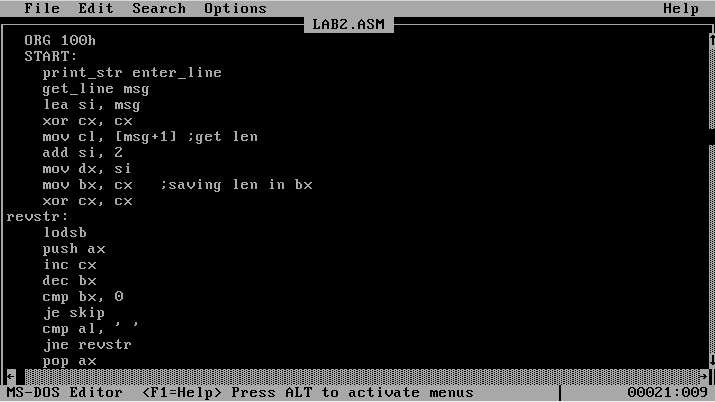 File Edit Search Options Help
LAB2.ASM
ORG 100h
START:
print_str enter_line
get_line msg
lea si, msg
xor cx, cx
mov cl, [msg+1] ;get len
add si, 2
mov dx, si
mov bx, cx ;saving len in bx
xor cx, cx
revstr:
lodsb
push ax
inc cx
dec bx
cmp bx, 0
je skip
cmp al, ' '
jne revstr
pop ax
MS-DOS Editor <F1=Help> Press ALT to activate menus 00021:009